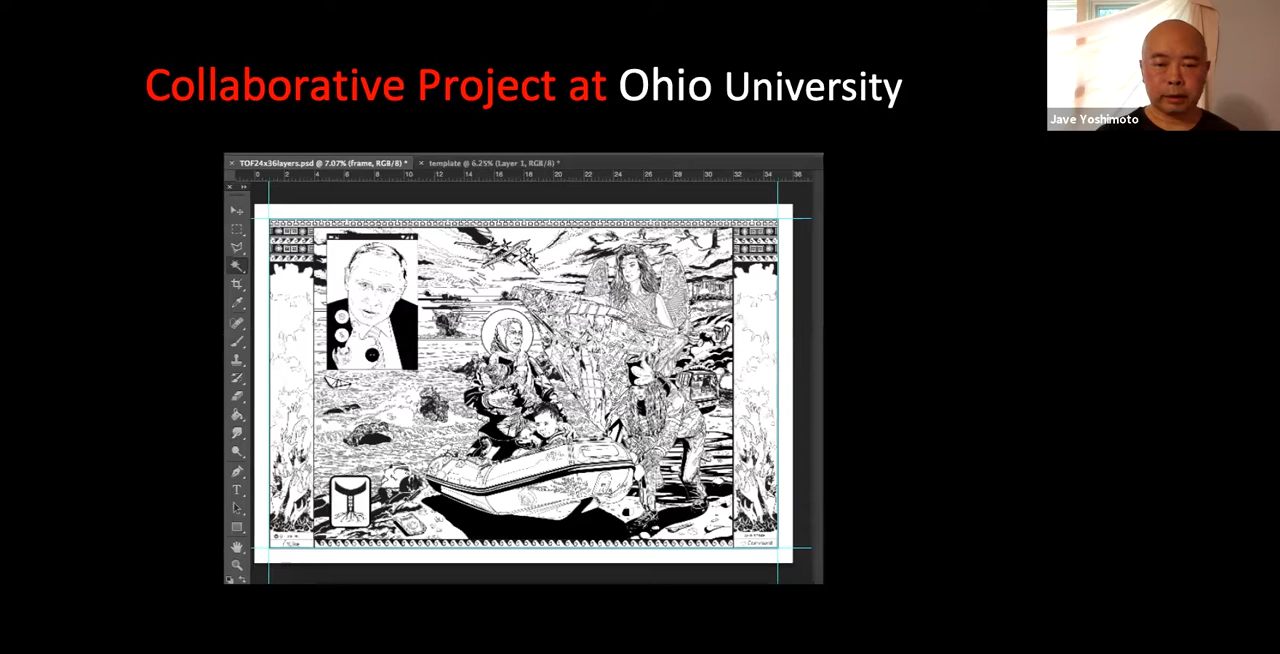 Collaborative Project at Ohio University
Jave Yoshimoto
× TOF24x36layers.psd @ 7.07% (frame, RGB/8) * × template @ 6.25% (Layer 1, RGB/8) *
0 2 4 6 8 10 12 14 16 18 20 22 24 26 28 30 32 34 36
Comment